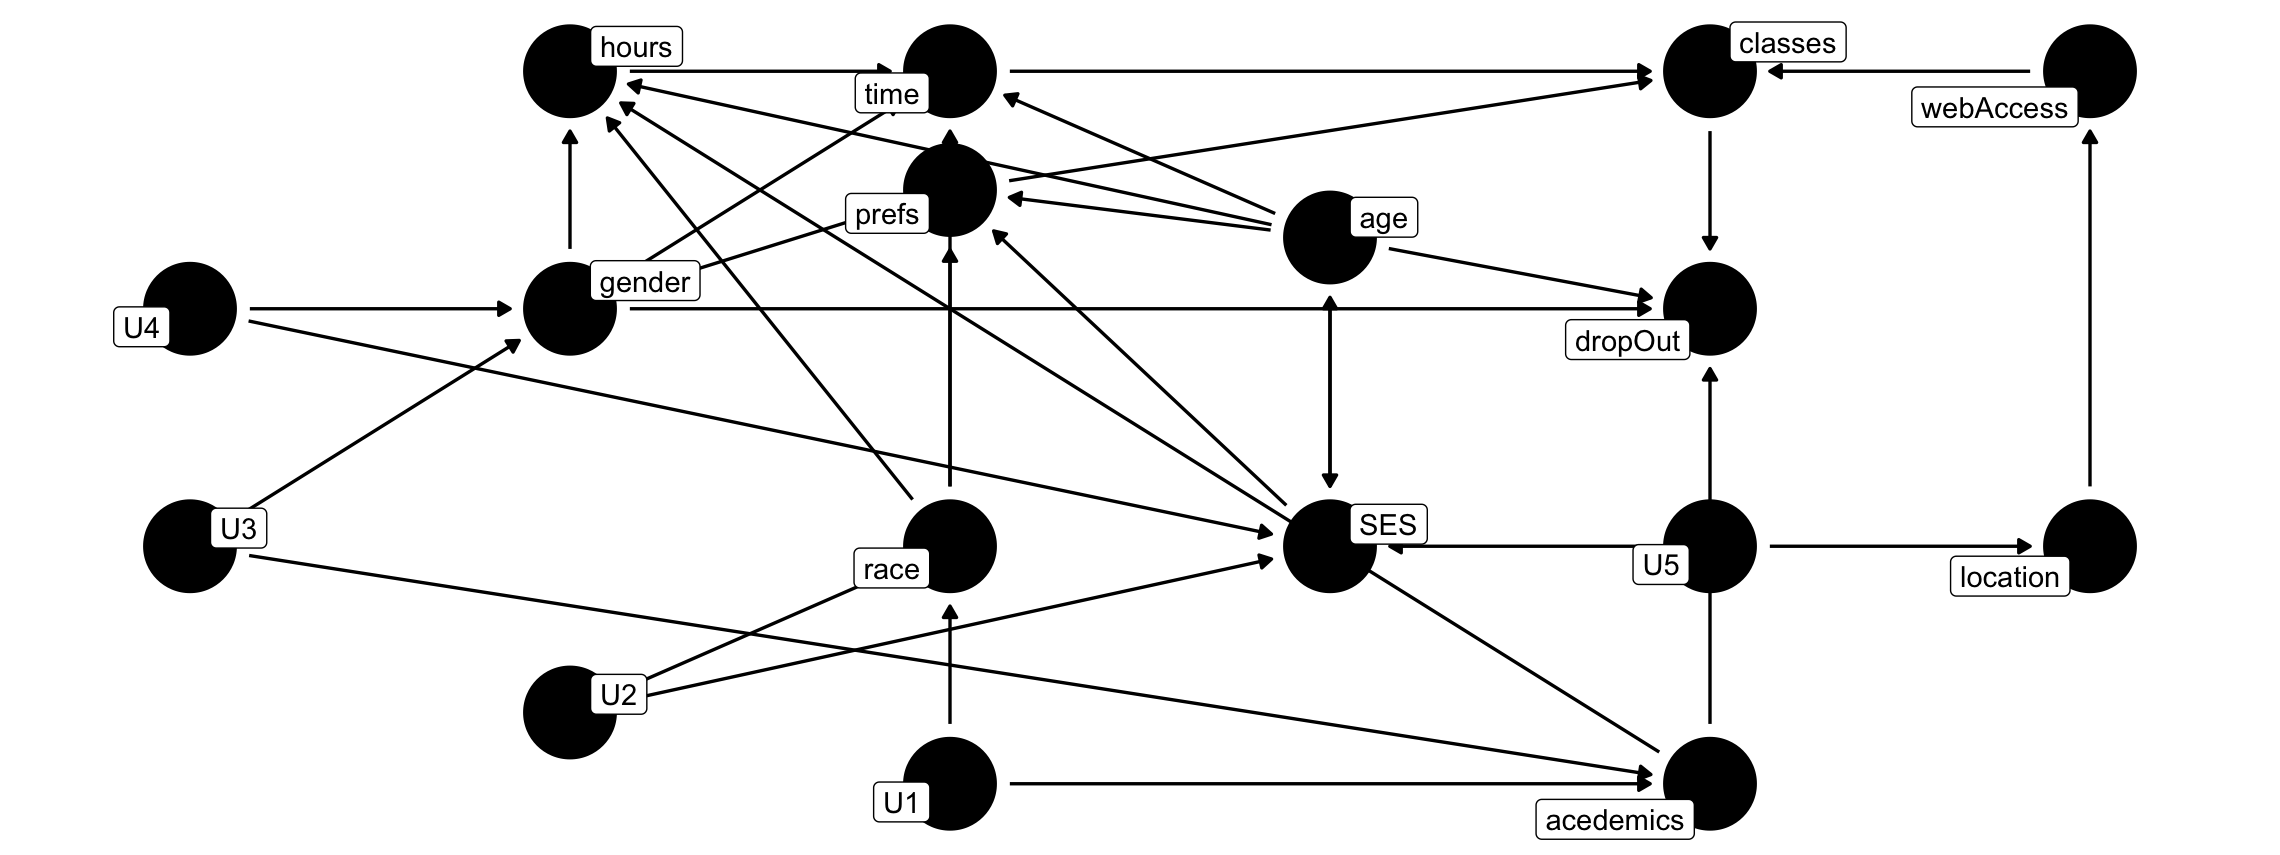 hours
classes
time
webAccess
prefs
age
gender
U4
dropOut
U3
SES
race
U5
location
U2
U1
acedemics